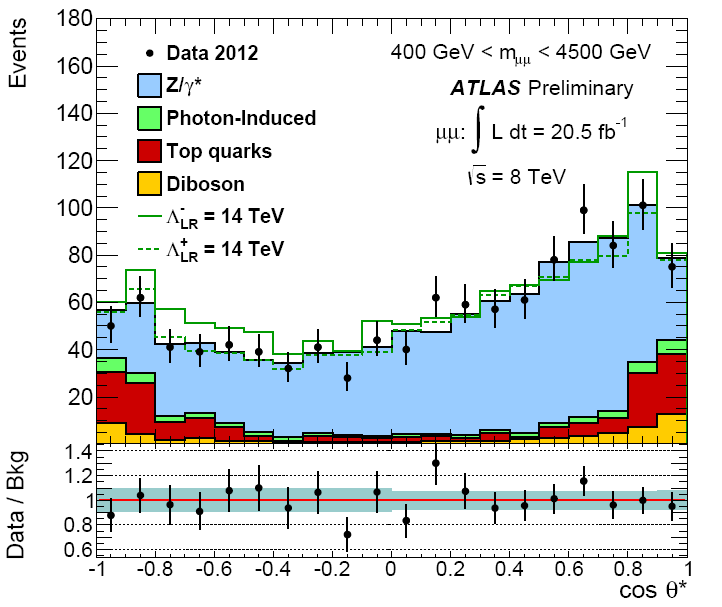 Events
180
160
140
120
100
80
60
40
20
Data 2012
Z/γ*
Photon-Induced
Top quarks
Diboson
Λ⁻LR = 14 TeV
Λ⁺LR = 14 TeV
400 GeV < mμμ < 4500 GeV
ATLAS Preliminary
μμ: ∫ L dt = 20.5 fb⁻¹
√s = 8 TeV
Data / Bkg
1.4
1.2
1
0.8
0.6
-1 -0.8 -0.6 -0.4 -0.2 0 0.2 0.4 0.6 0.8 1
cos θ*